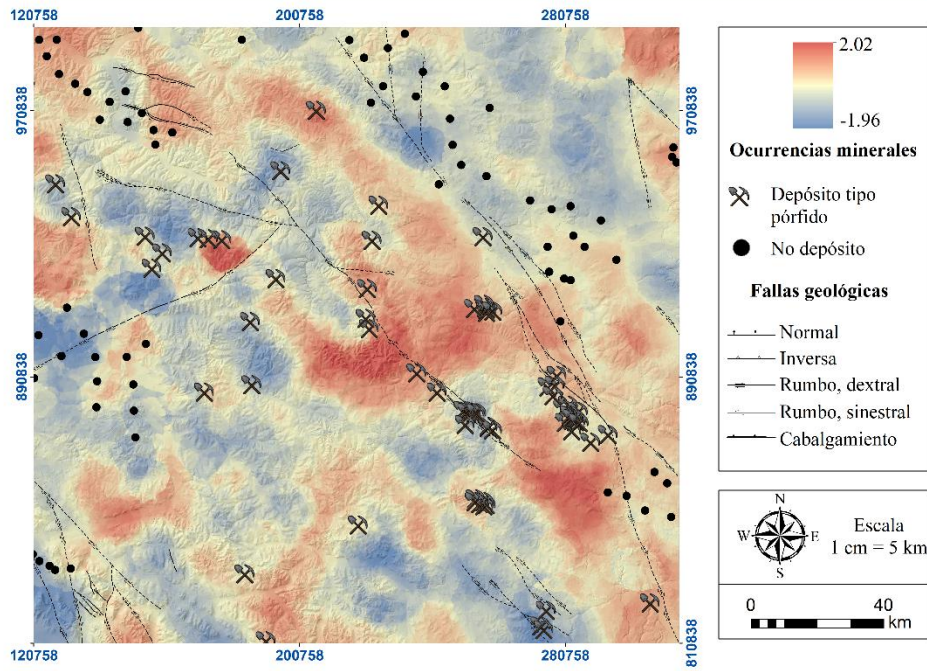 120758
200758
280758
970838
890838
120758
200758
280758
970838
890838
810838
2.02
-1.96
Ocurrencias minerales
Depósito tipo
pórfido
No depósito
Fallas geológicas
Normal
Inversa
Rumbo, dextral
Rumbo, sinestral
Cabalgamiento
N
W E
S
Escala
1 cm = 5 km
0 40
km